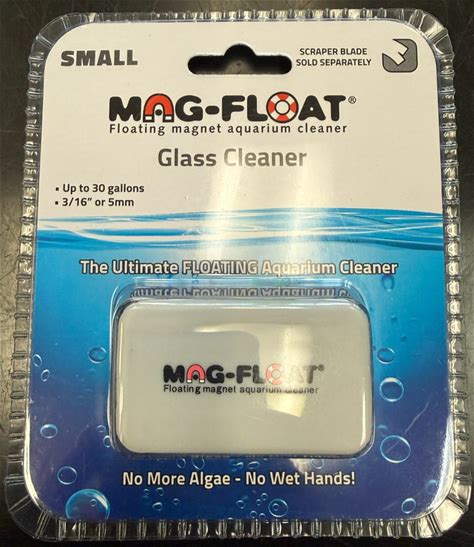 SMALL
SCRAPER BLADE
SOLD SEPARATELY
MAG-FLOAT®
Floating magnet aquarium cleaner
Glass Cleaner
• Up to 30 gallons
• 3/16" or 5mm
The Ultimate FLOATING Aquarium Cleaner
MAG-FLOAT®
Floating magnet aquarium cleaner
No More Algae - No Wet Hands!